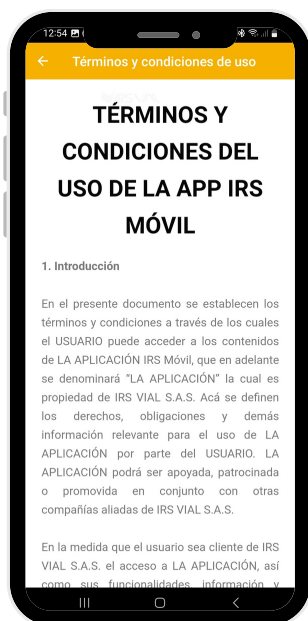 12:54
Términos y condiciones de uso
TÉRMINOS Y
CONDICIONES DEL
USO DE LA APP IRS
MÓVIL
1. Introducción
En el presente documento se establecen los
términos y condiciones a través de los cuales
el USUARIO puede acceder a los contenidos
de LA APLICACIÓN IRS Móvil, que en adelante
se denominará “LA APLICACIÓN” la cual es
propiedad de IRS VIAL S.A.S. Acá se definen
los derechos, obligaciones y demás
información relevante para el uso de LA
APLICACIÓN por parte del USUARIO. LA
APLICACIÓN podrá ser apoyada, patrocinada
o promovida en conjunto con otras
compañías aliadas de IRS VIAL S.A.S.
En la medida que el usuario sea cliente de IRS
VIAL S.A.S. el acceso a LA APLICACIÓN, así
como sus funcionalidades, información y